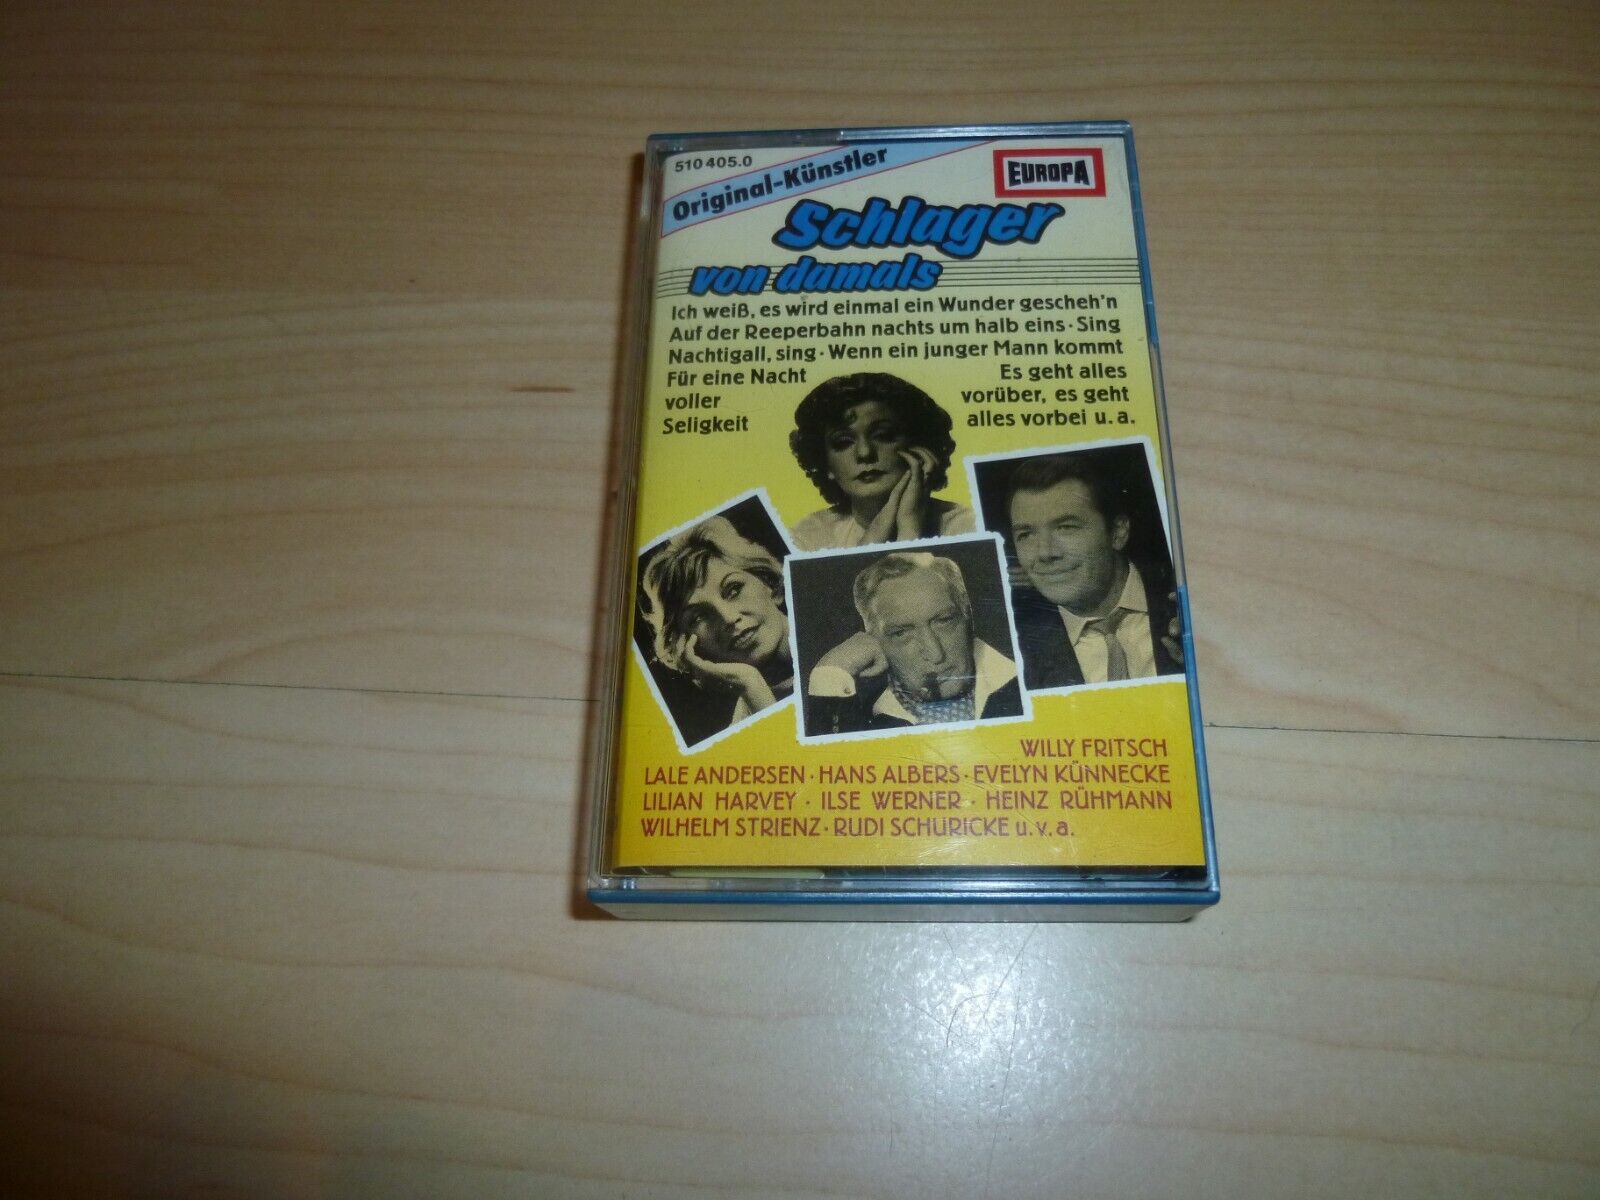 510 405.0
Original-Künstler
EUROPA
Schlager
von damals
Ich weiß, es wird einmal ein Wunder gescheh'n
Auf der Reeperbahn nachts um halb eins · Sing
Nachtigall, sing · Wenn ein junger Mann kommt
Für eine Nacht
voller
Seligkeit
Es geht alles
vorüber, es geht
alles vorbei u. a.
WILLY FRITSCH
LALE ANDERSEN · HANS ALBERS · EVELYN KÜNNECKE
LILIAN HARVEY · ILSE WERNER · HEINZ RÜHMANN
WILHELM STRIENZ · RUDI SCHURICKE u. v. a.